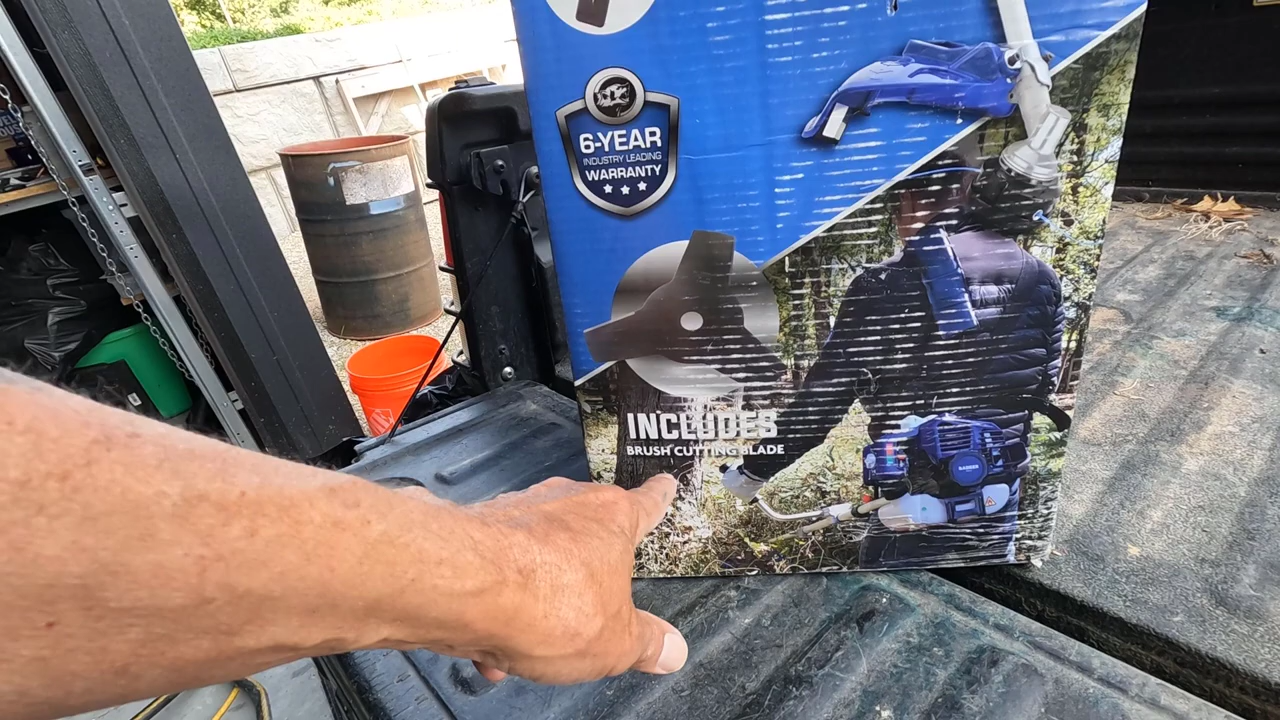 6-YEAR
INDUSTRY LEADING
WARRANTY
INCLUDES
BRUSH CUTTING BLADE
BADGER